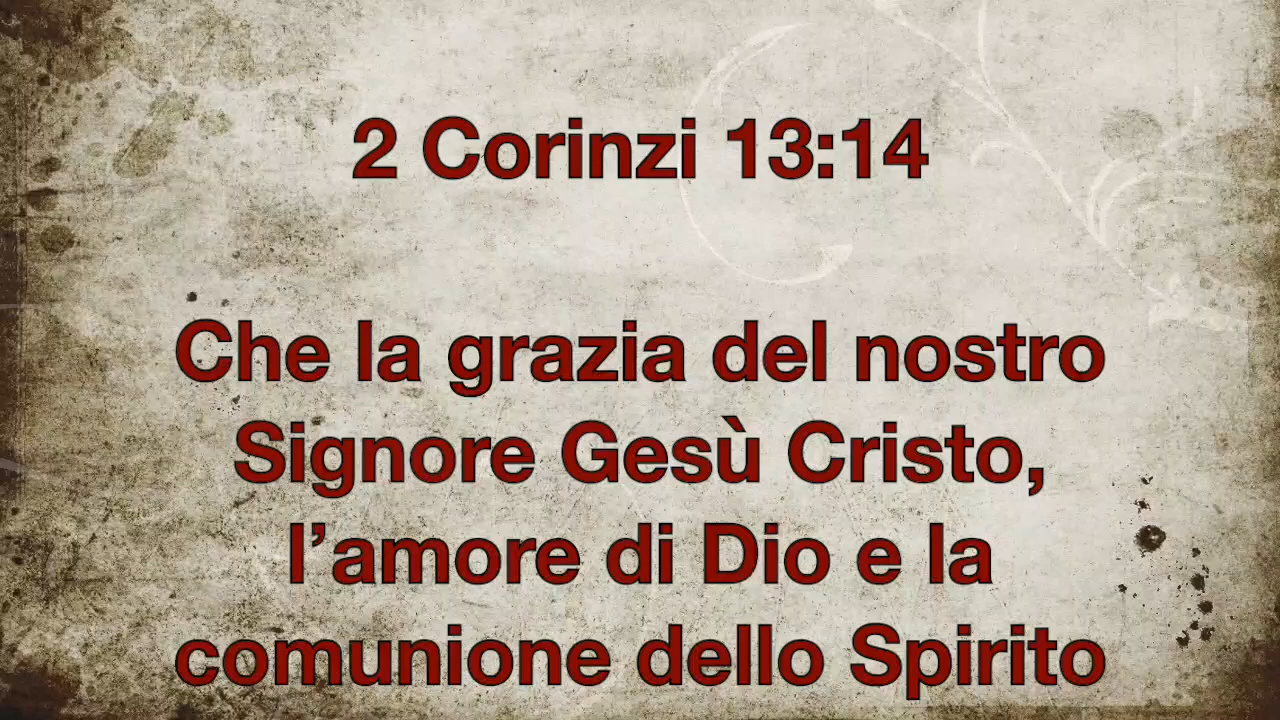 2 Corinzi 13:14
Che la grazia del nostro
Signore Gesù Cristo,
l’amore di Dio e la
comunione dello Spirito